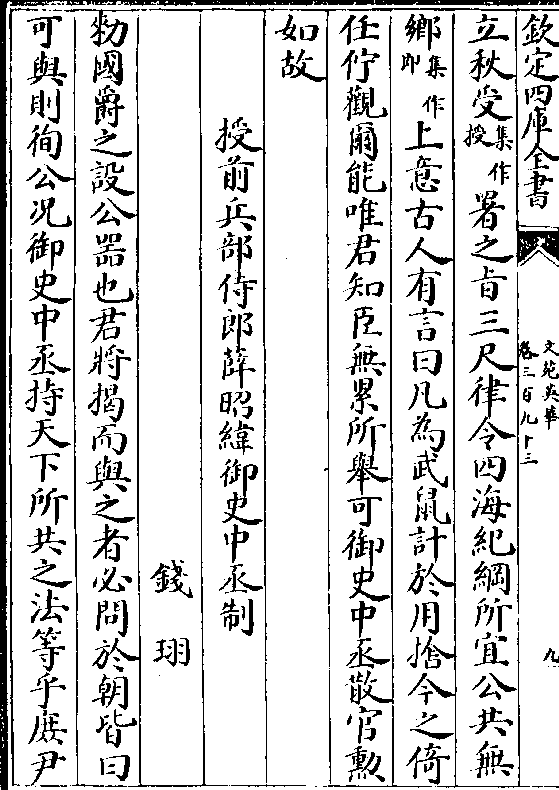 欽定四庫全書
文苑英華
卷三百九十三
九
立秋受集作授署之旨三尺律令四海紀綱所宜公共無
鄉集作即上意古人有言曰凡為武鼠計於用捨今之倚
任佇觀爾能唯君知臣無累所舉可御史中丞散官勲
如故
授前兵部侍郎薛昭緯御史中丞制
錢珝
勅國爵之設公器也君將揭而與之者必問於朝皆曰
可與則徇公况御史中丞持天下所共之法等乎庶尹